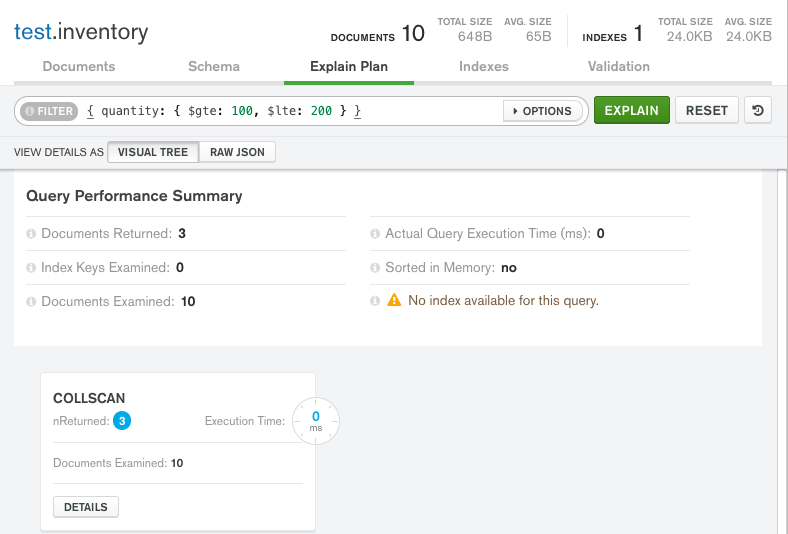 test.inventory
DOCUMENTS 10 TOTAL SIZE 648B AVG. SIZE 65B INDEXES 1 TOTAL SIZE 24.0KB AVG. SIZE 24.0KB
Documents Schema Explain Plan Indexes Validation
FILTER { quantity: { $gte: 100, $lte: 200 } } OPTIONS EXPLAIN RESET
VIEW DETAILS AS VISUAL TREE RAW JSON
Query Performance Summary
Documents Returned: 3 Actual Query Execution Time (ms): 0
Index Keys Examined: 0 Sorted in Memory: no
Documents Examined: 10 No index available for this query.
COLLSCAN
nReturned: 3 Execution Time: 0 ms
Documents Examined: 10
DETAILS